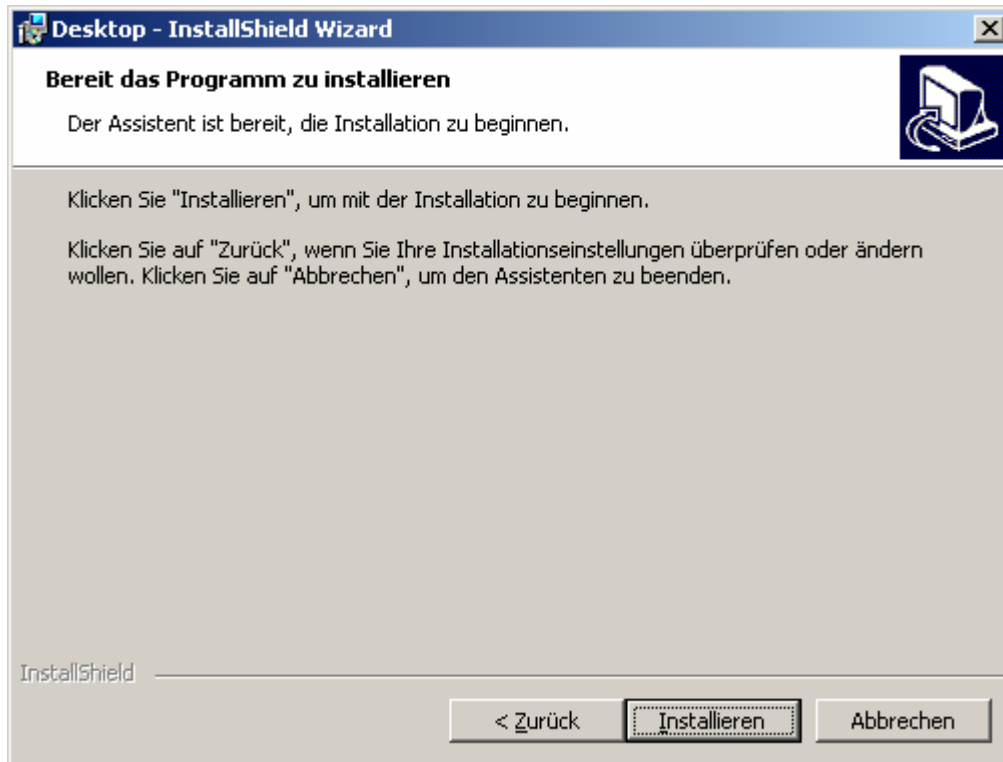 Desktop - InstallShield Wizard
Bereit das Programm zu installieren
Der Assistent ist bereit, die Installation zu beginnen.
Klicken Sie "Installieren", um mit der Installation zu beginnen.
Klicken Sie auf "Zurück", wenn Sie Ihre Installationseinstellungen überprüfen oder ändern
wollen. Klicken Sie auf "Abbrechen", um den Assistenten zu beenden.
InstallShield
< Zurück Installieren Abbrechen